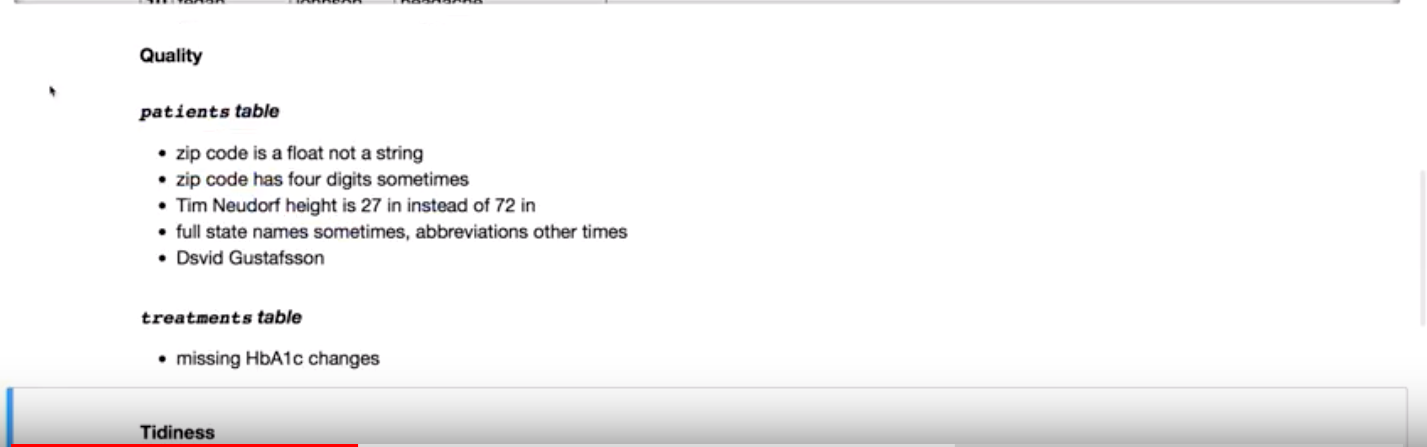 Quality
patients table
• zip code is a float not a string
• zip code has four digits sometimes
• Tim Neudorf height is 27 in instead of 72 in
• full state names sometimes, abbreviations other times
• Dsvid Gustafsson
treatments table
• missing HbA1c changes
Tidiness